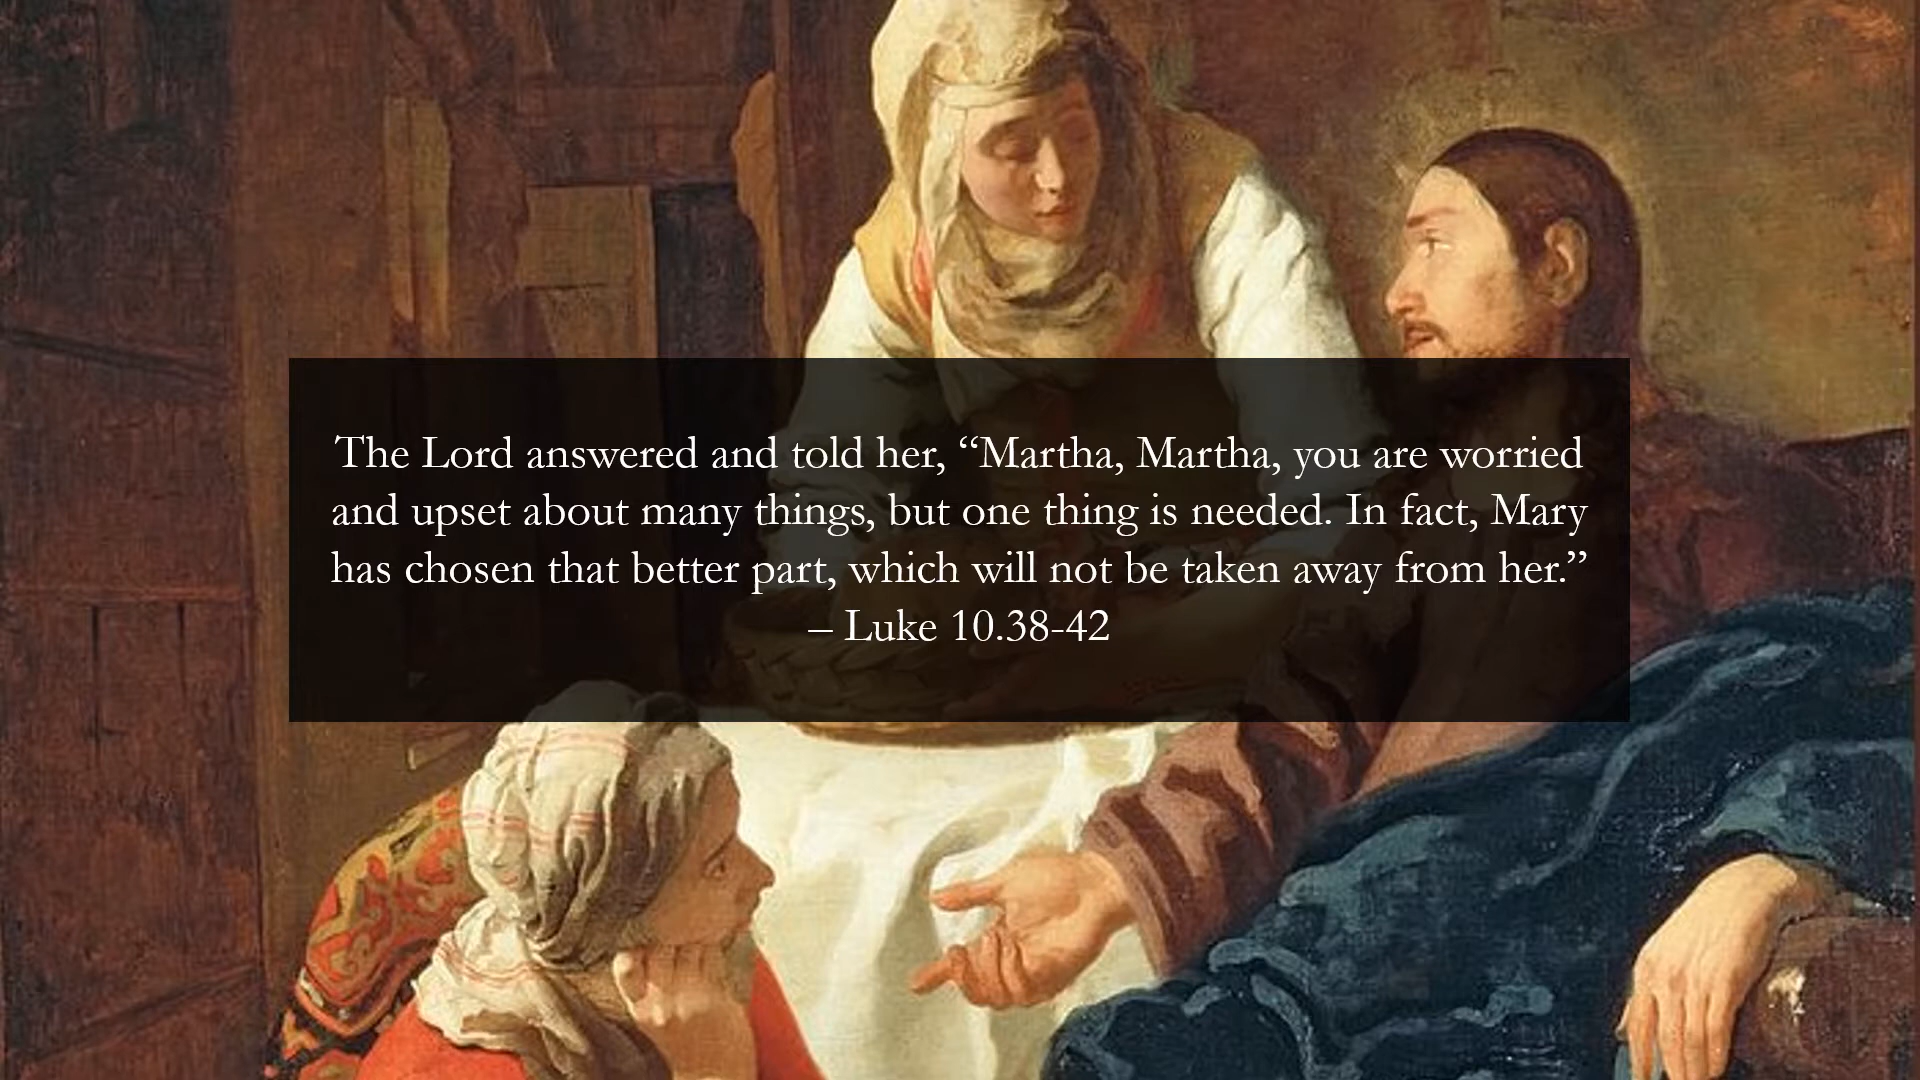 The Lord answered and told her, “Martha, Martha, you are worried
and upset about many things, but one thing is needed. In fact, Mary
has chosen that better part, which will not be taken away from her.”
– Luke 10.38-42